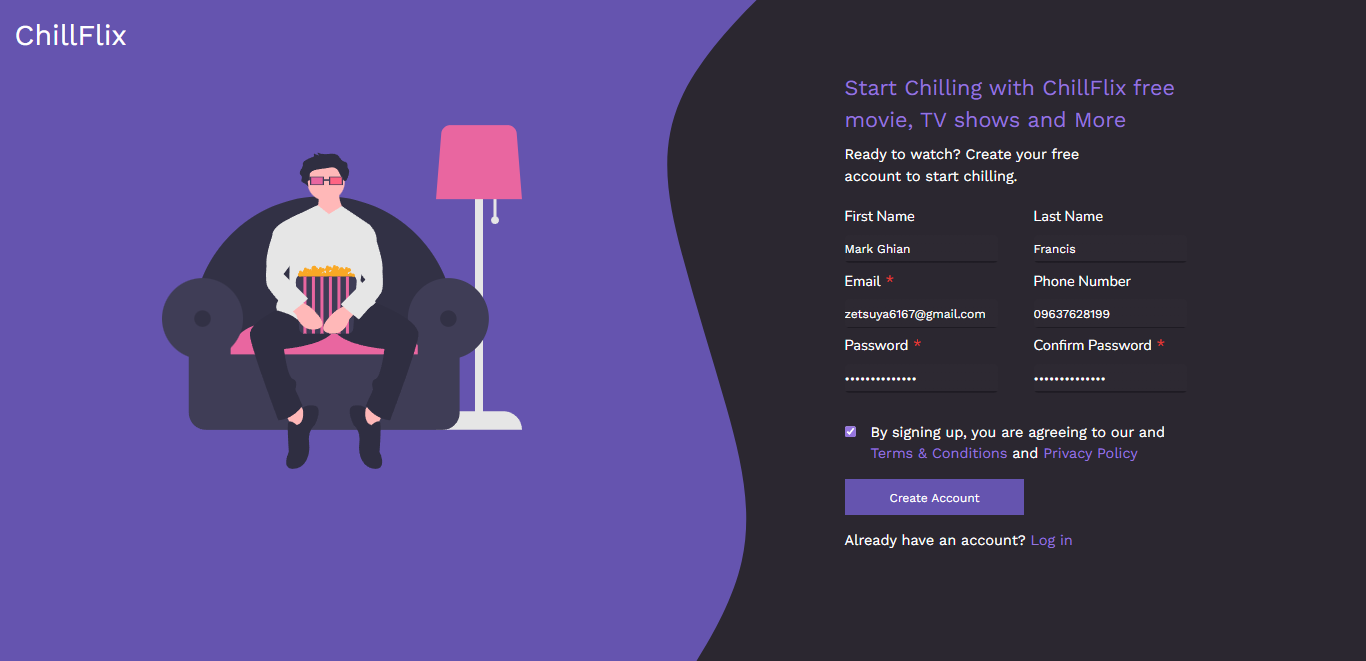 ChillFlix
Start Chilling with ChillFlix free
movie, TV shows and More
Ready to watch? Create your free
account to start chilling.
First Name
Last Name
Mark Ghian
Francis
Email *
Phone Number
zetsuya6167@gmail.com
09637628199
Password *
Confirm Password *
••••••••••••••
••••••••••••••
By signing up, you are agreeing to our and
Terms & Conditions and Privacy Policy
Create Account
Already have an account? Log in